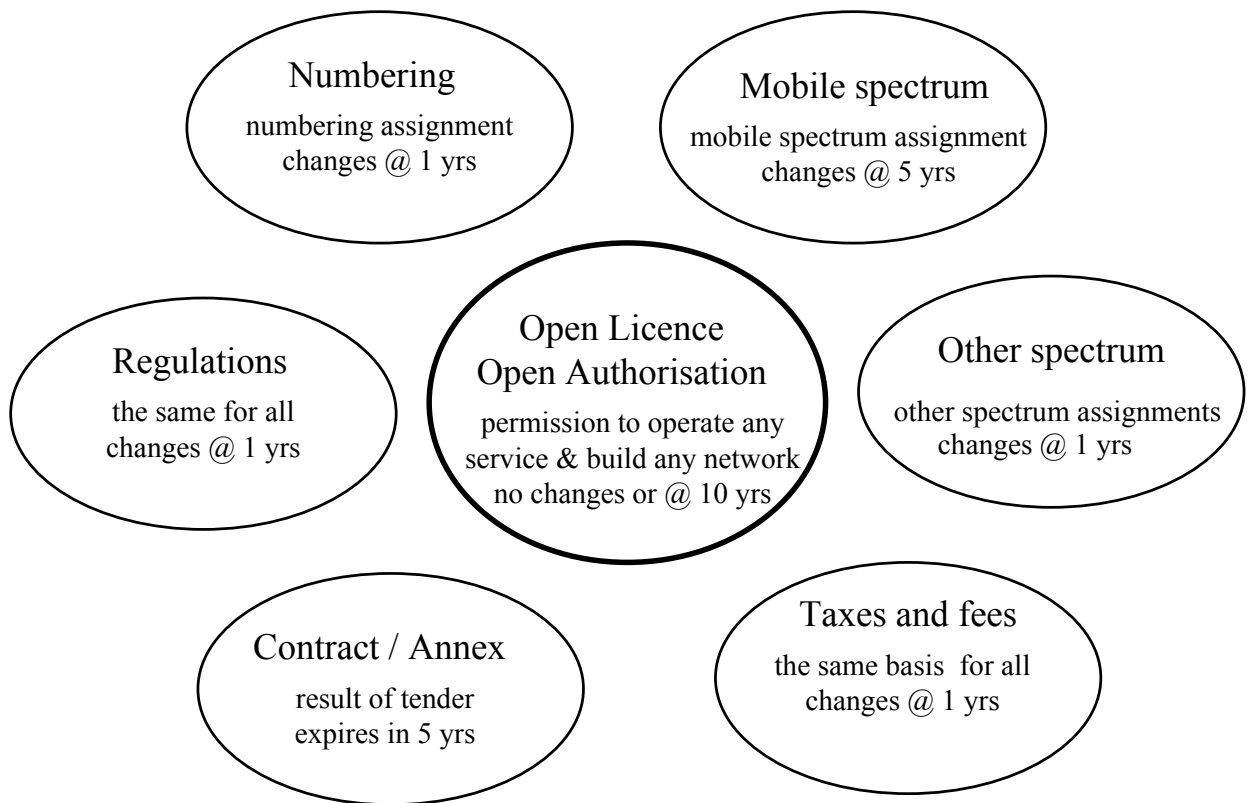 Numbering
numbering assignment
changes @ 1 yrs
Mobile spectrum
mobile spectrum assignment
changes @ 5 yrs
Regulations
the same for all
changes @ 1 yrs
Open Licence
Open Authorisation
permission to operate any
service & build any network
no changes or @ 10 yrs
Other spectrum
other spectrum assignments
changes @ 1 yrs
Contract / Annex
result of tender
expires in 5 yrs
Taxes and fees
the same basis  for all
changes @ 1 yrs